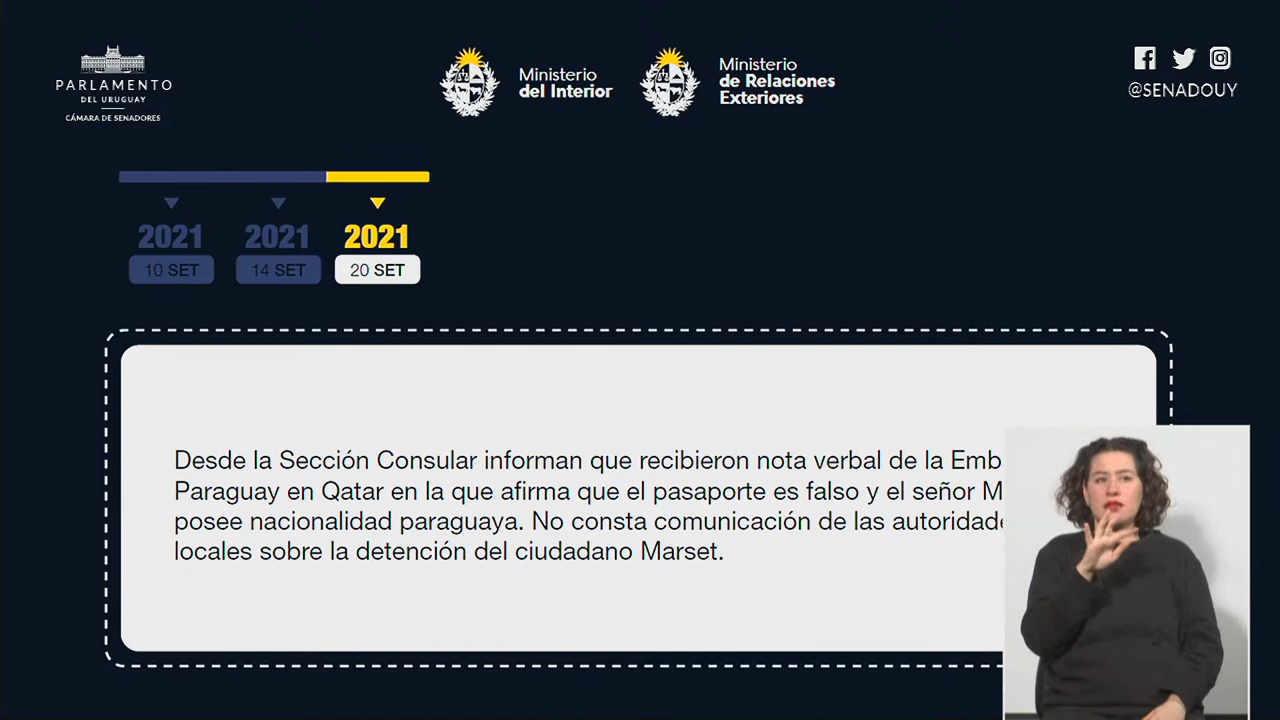 PARLAMENTO
DEL URUGUAY
CÁMARA DE SENADORES
Ministerio
del Interior
Ministerio
de Relaciones
Exteriores
@SENADOUY
2021
10 SET
2021
14 SET
2021
20 SET
Desde la Sección Consular informan que recibieron nota verbal de la
Paraguay en Qatar en la que afirma que el pasaporte es falso y el señor
posee nacionalidad paraguaya. No consta comunicación de las
locales sobre la detención del ciudadano Marset.